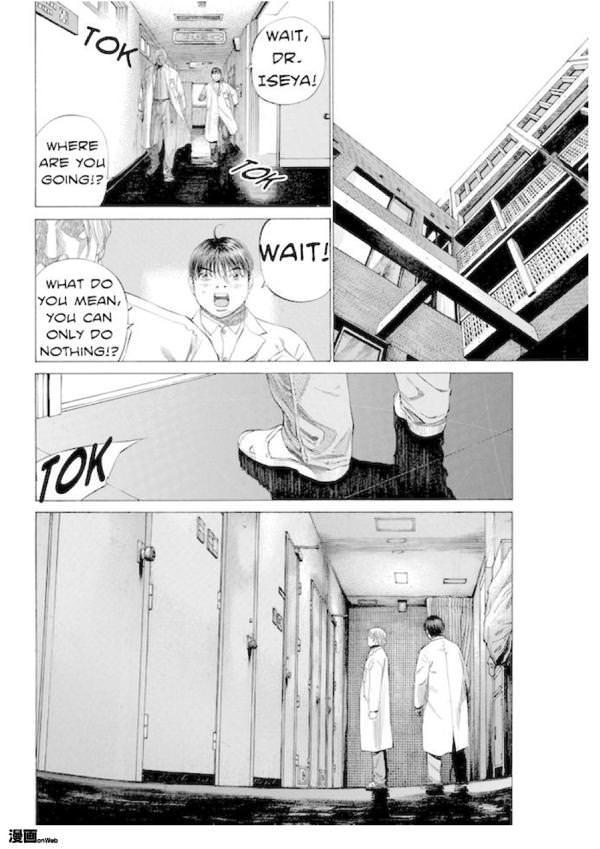 WAIT,
DR.
ISEYA!
TOK
WHERE
ARE YOU
GOING!?
TOK
WAIT!
WHAT DO
YOU MEAN,
YOU CAN
ONLY DO
NOTHING!?
TOK
漫画onWeb